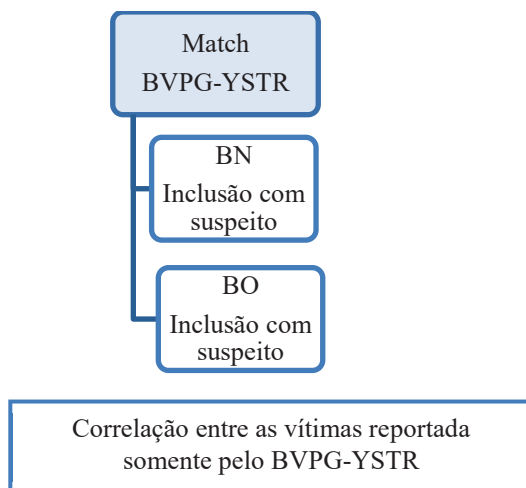 Match
BVPG-YSTR
BN
Inclusão com
suspeito
BO
Inclusão com
suspeito
Correlação entre as vítimas reportada
somente pelo BVPG-YSTR